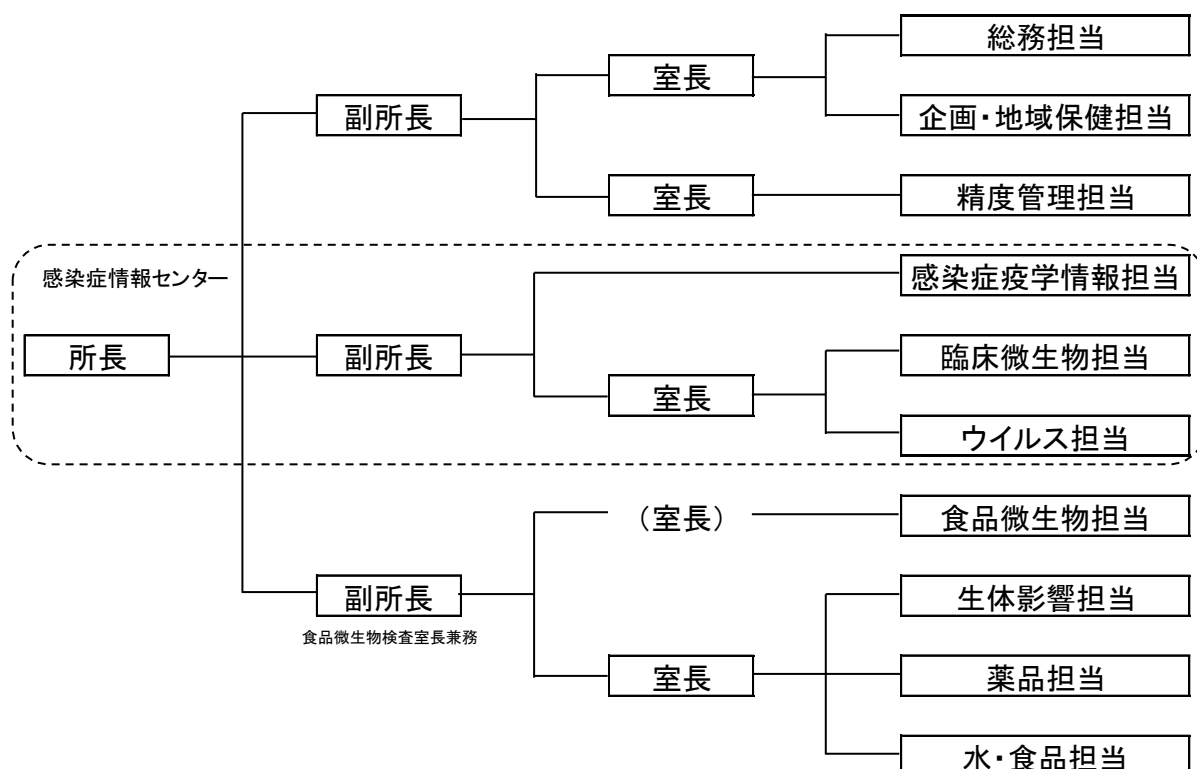 総務担当
室長
副所長
企画・地域保健担当
室長
精度管理担当
感染症情報センター
感染症疫学情報担当
所長
副所長
臨床微生物担当
室長
ウイルス担当
（室長）
食品微生物担当
副所長
食品微生物検査室長兼務
生体影響担当
室長
薬品担当
水・食品担当